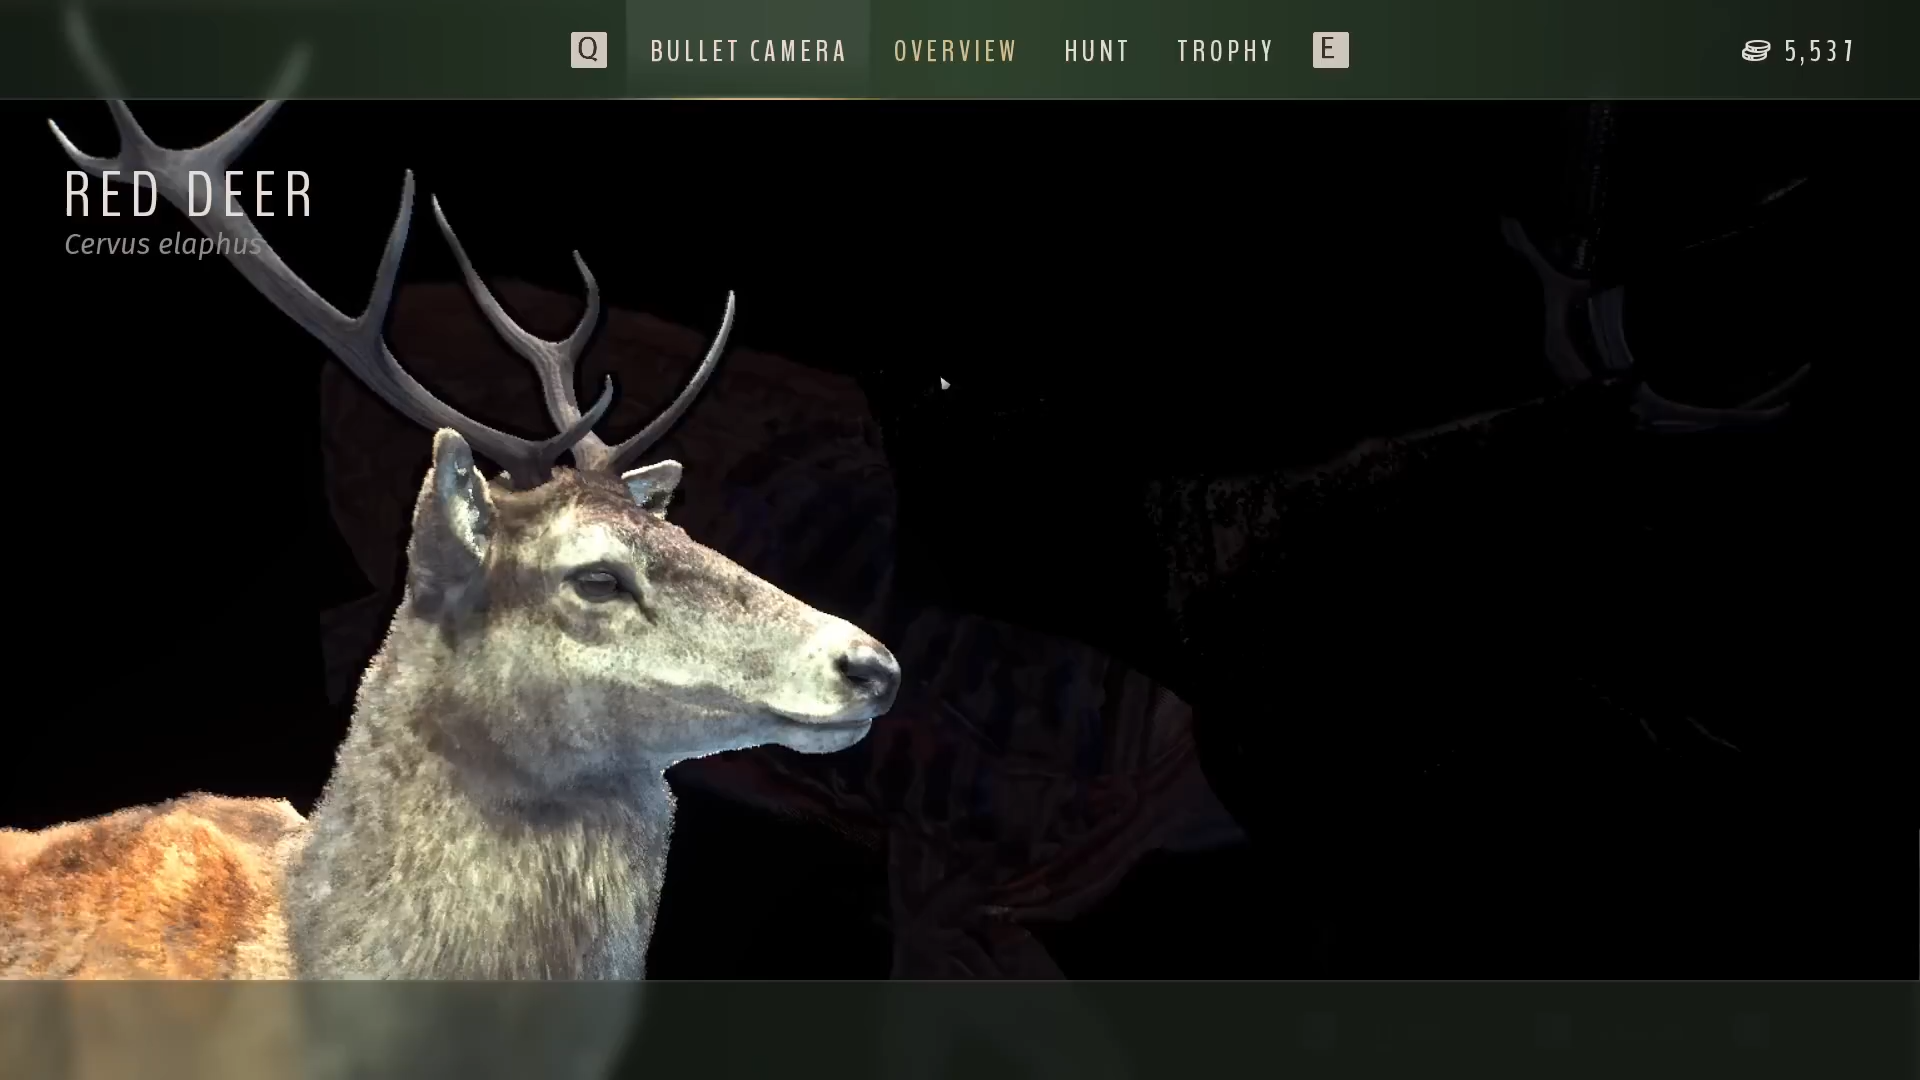 Q BULLET CAMERA OVERVIEW HUNT TROPHY E 5,537
RED DEER
Cervus elaphus